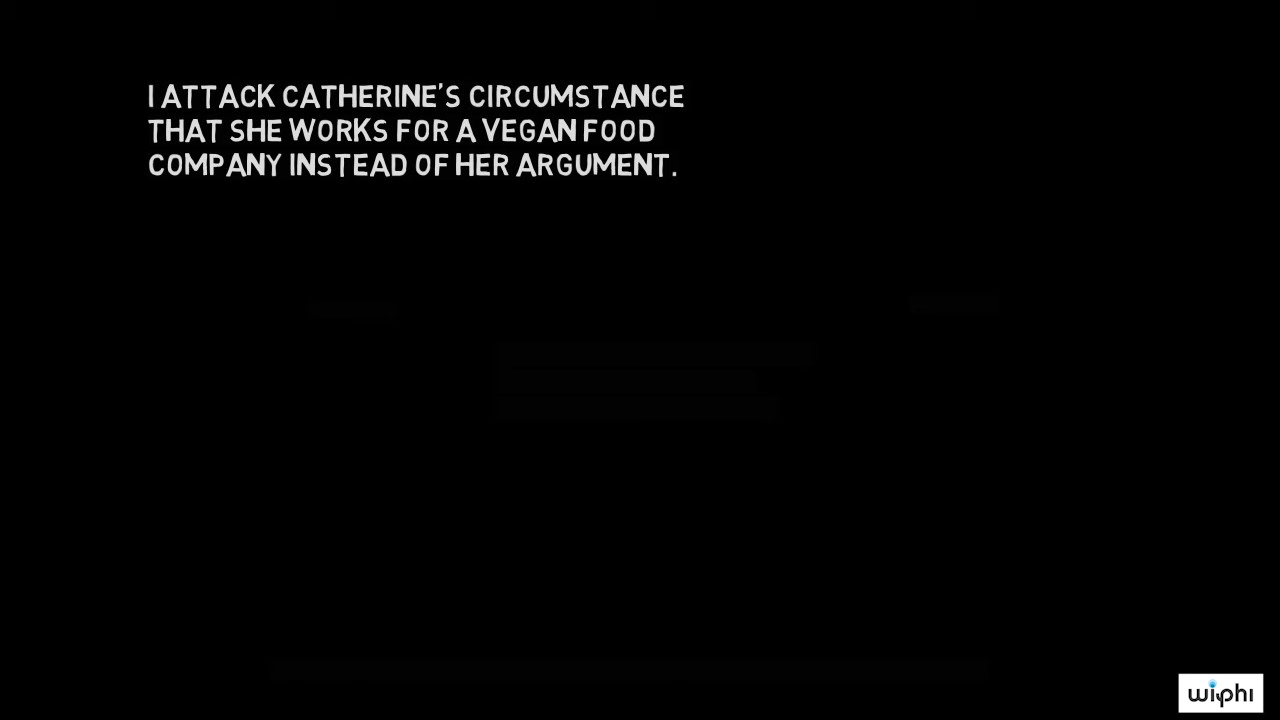 I ATTACK CATHERINE'S CIRCUMSTANCE
THAT SHE WORKS FOR A VEGAN FOOD
COMPANY INSTEAD OF HER ARGUMENT.
wiphi